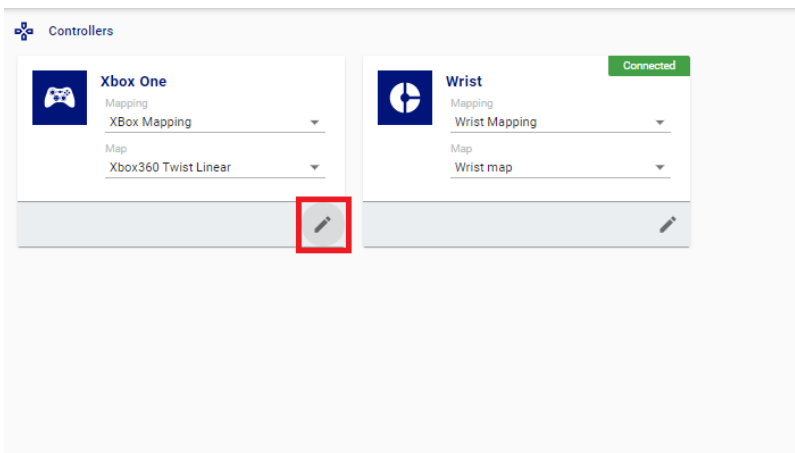 Controllers
Xbox One
Mapping
XBox Mapping
Map
Xbox360 Twist Linear
Connected
Wrist
Mapping
Wrist Mapping
Map
Wrist map